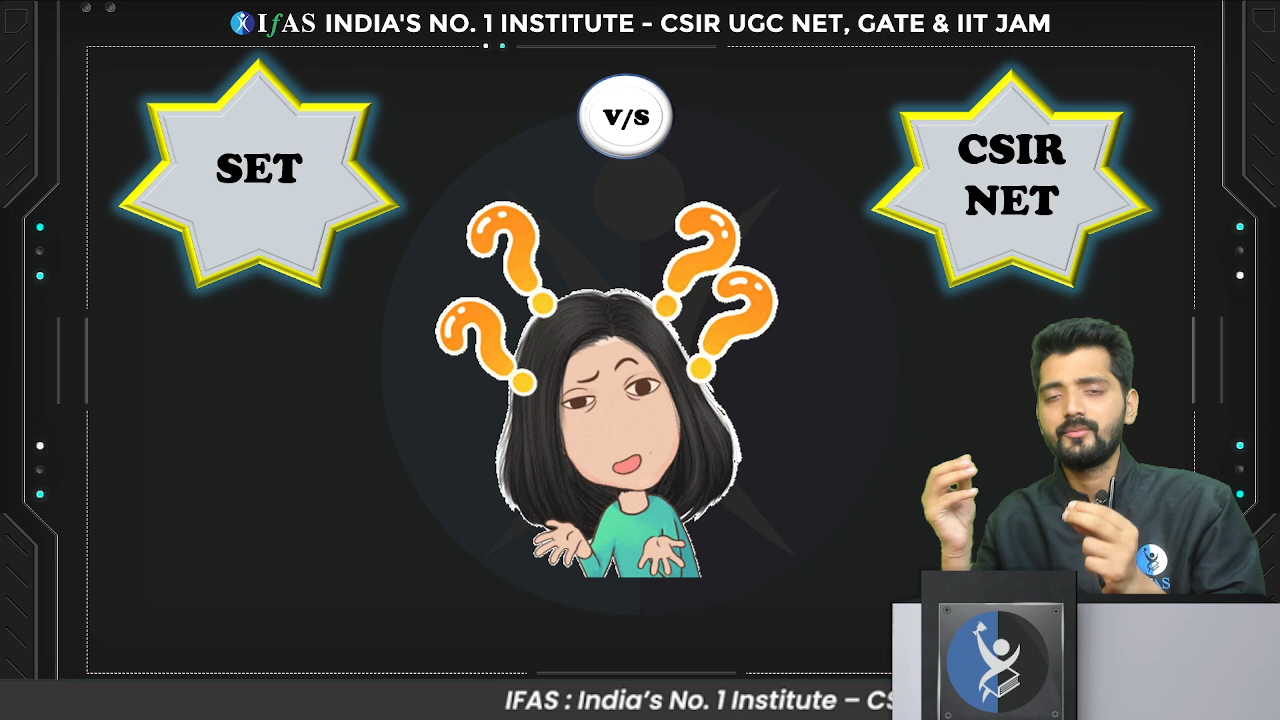 IFAS INDIA'S NO. 1 INSTITUTE - CSIR UGC NET, GATE & IIT JAM
SET
V/S
CSIR
NET
AS
IFAS : India's No. 1 Institute – CS